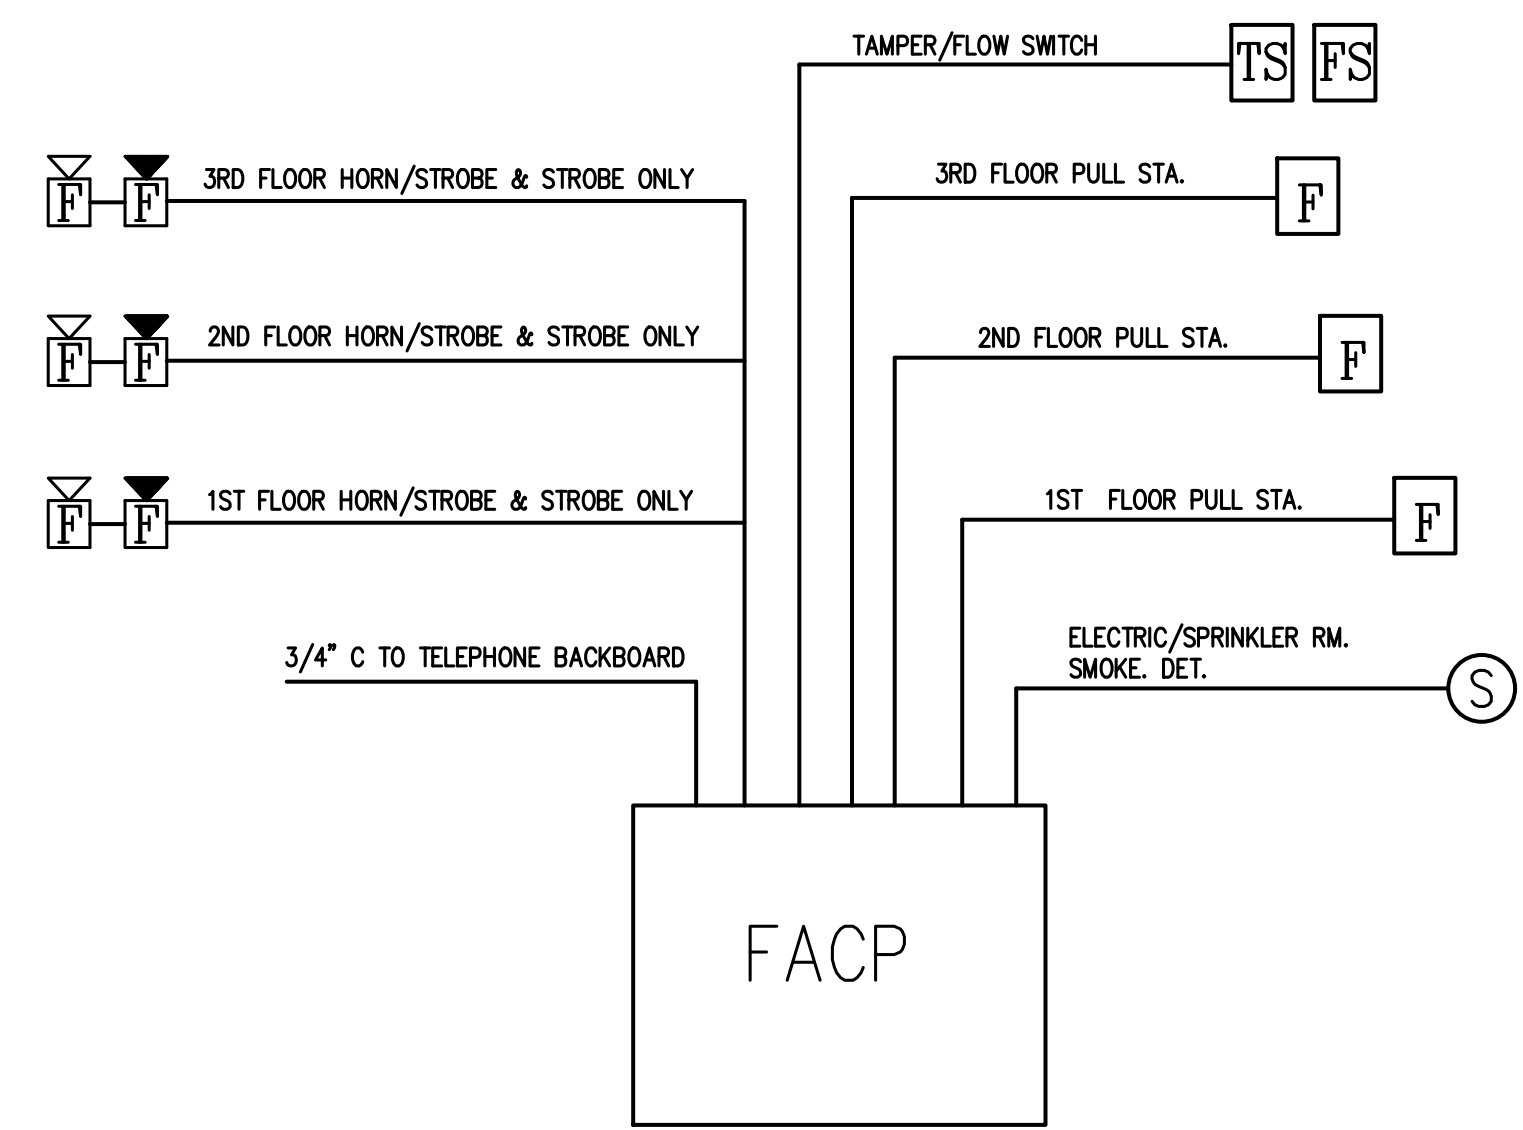 TAMPER/FLOW SWITCH
TS FS
F F 3RD FLOOR HORN/STROBE & STROBE ONLY
3RD FLOOR PULL STA.
F
F F 2ND FLOOR HORN/STROBE & STROBE ONLY
2ND FLOOR PULL STA.
F
F F 1ST FLOOR HORN/STROBE & STROBE ONLY
1ST FLOOR PULL STA.
F
3/4" C TO TELEPHONE BACKBOARD
ELECTRIC/SPRINKLER RM.
SMOKE. DET.
S
FACP